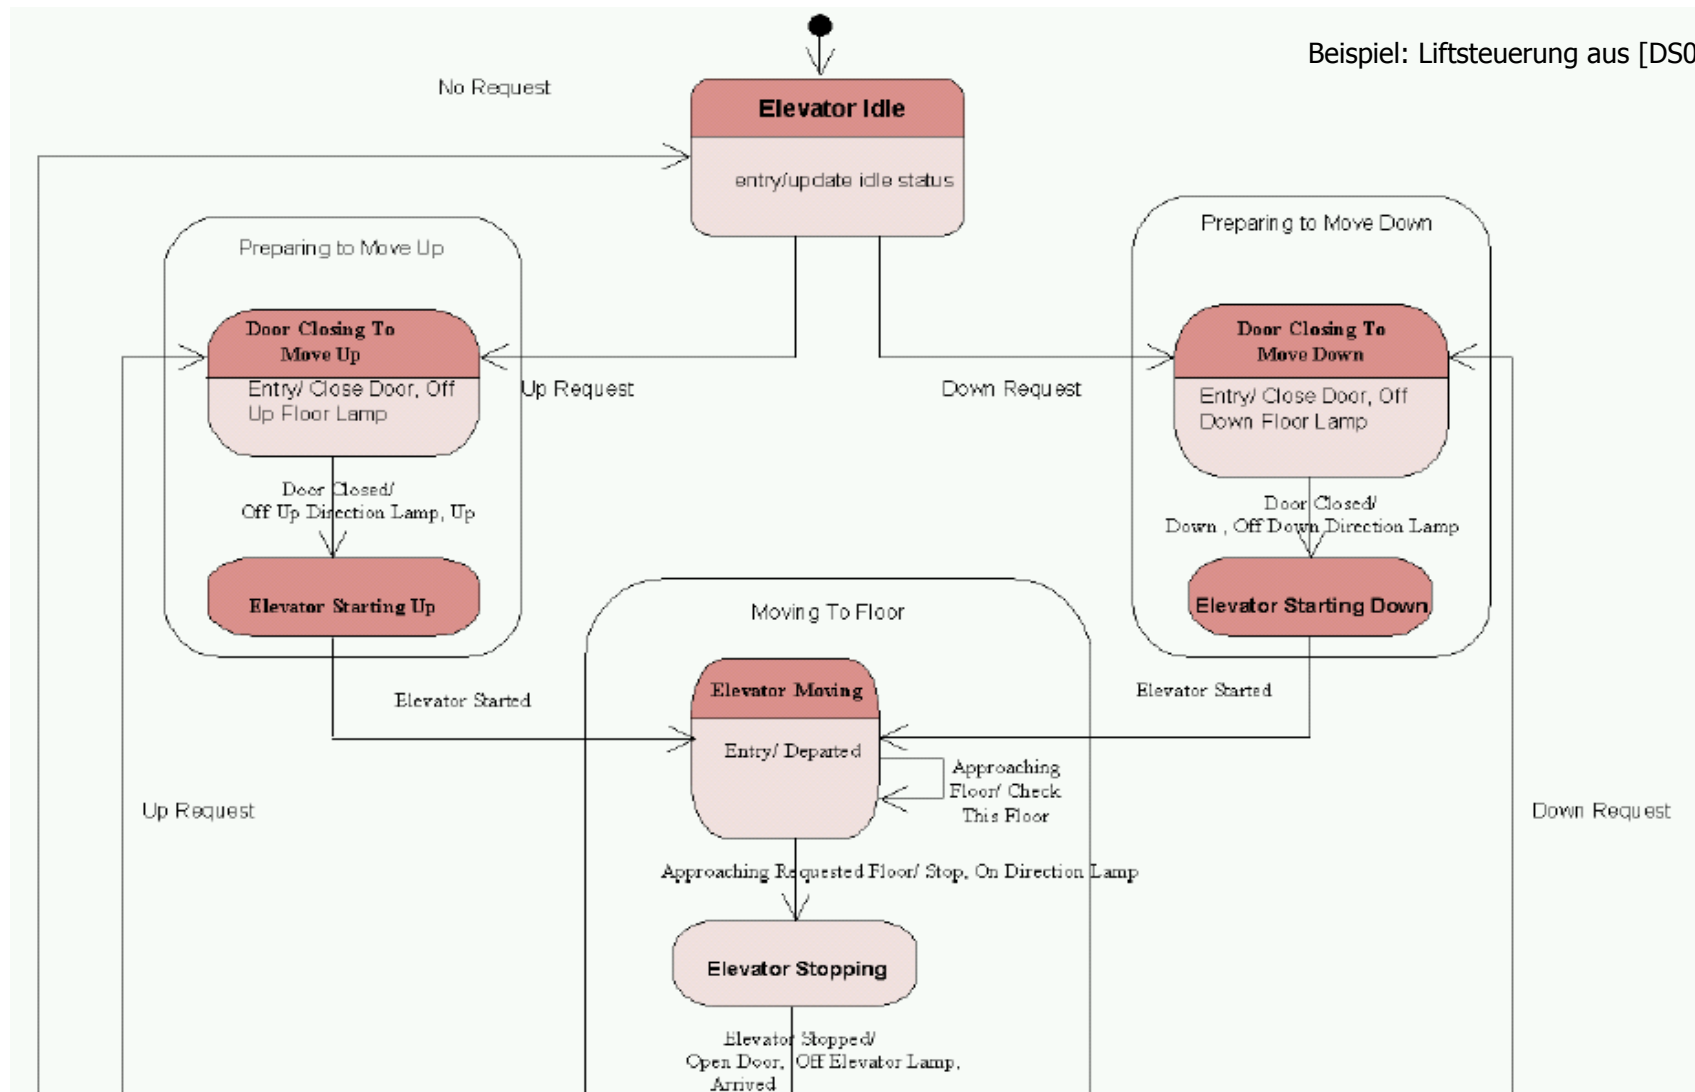 Beispiel: Liftsteuerung aus [DS0
No Request
Elevator Idle
entry/update idle status
Preparing to Move Up
Preparing to Move Down
Door Closing To
Move Up
Entry/ Close Door, Off
Up Floor Lamp
Up Request
Down Request
Door Closing To
Move Down
Entry/ Close Door, Off
Down Floor Lamp
Door Closed/
Off Up Direction Lamp, Up
Door Closed/
Down , Off Down Direction Lamp
Elevator Starting Up
Elevator Starting Down
Moving To Floor
Elevator Started
Elevator Moving
Entry/ Departed
Elevator Started
Approaching
Floor/ Check
This Floor
Up Request
Down Request
Approaching Requested Floor/ Stop, On Direction Lamp
Elevator Stopping
Elevator Stopped/
Open Door, Off Elevator Lamp,
Arrived